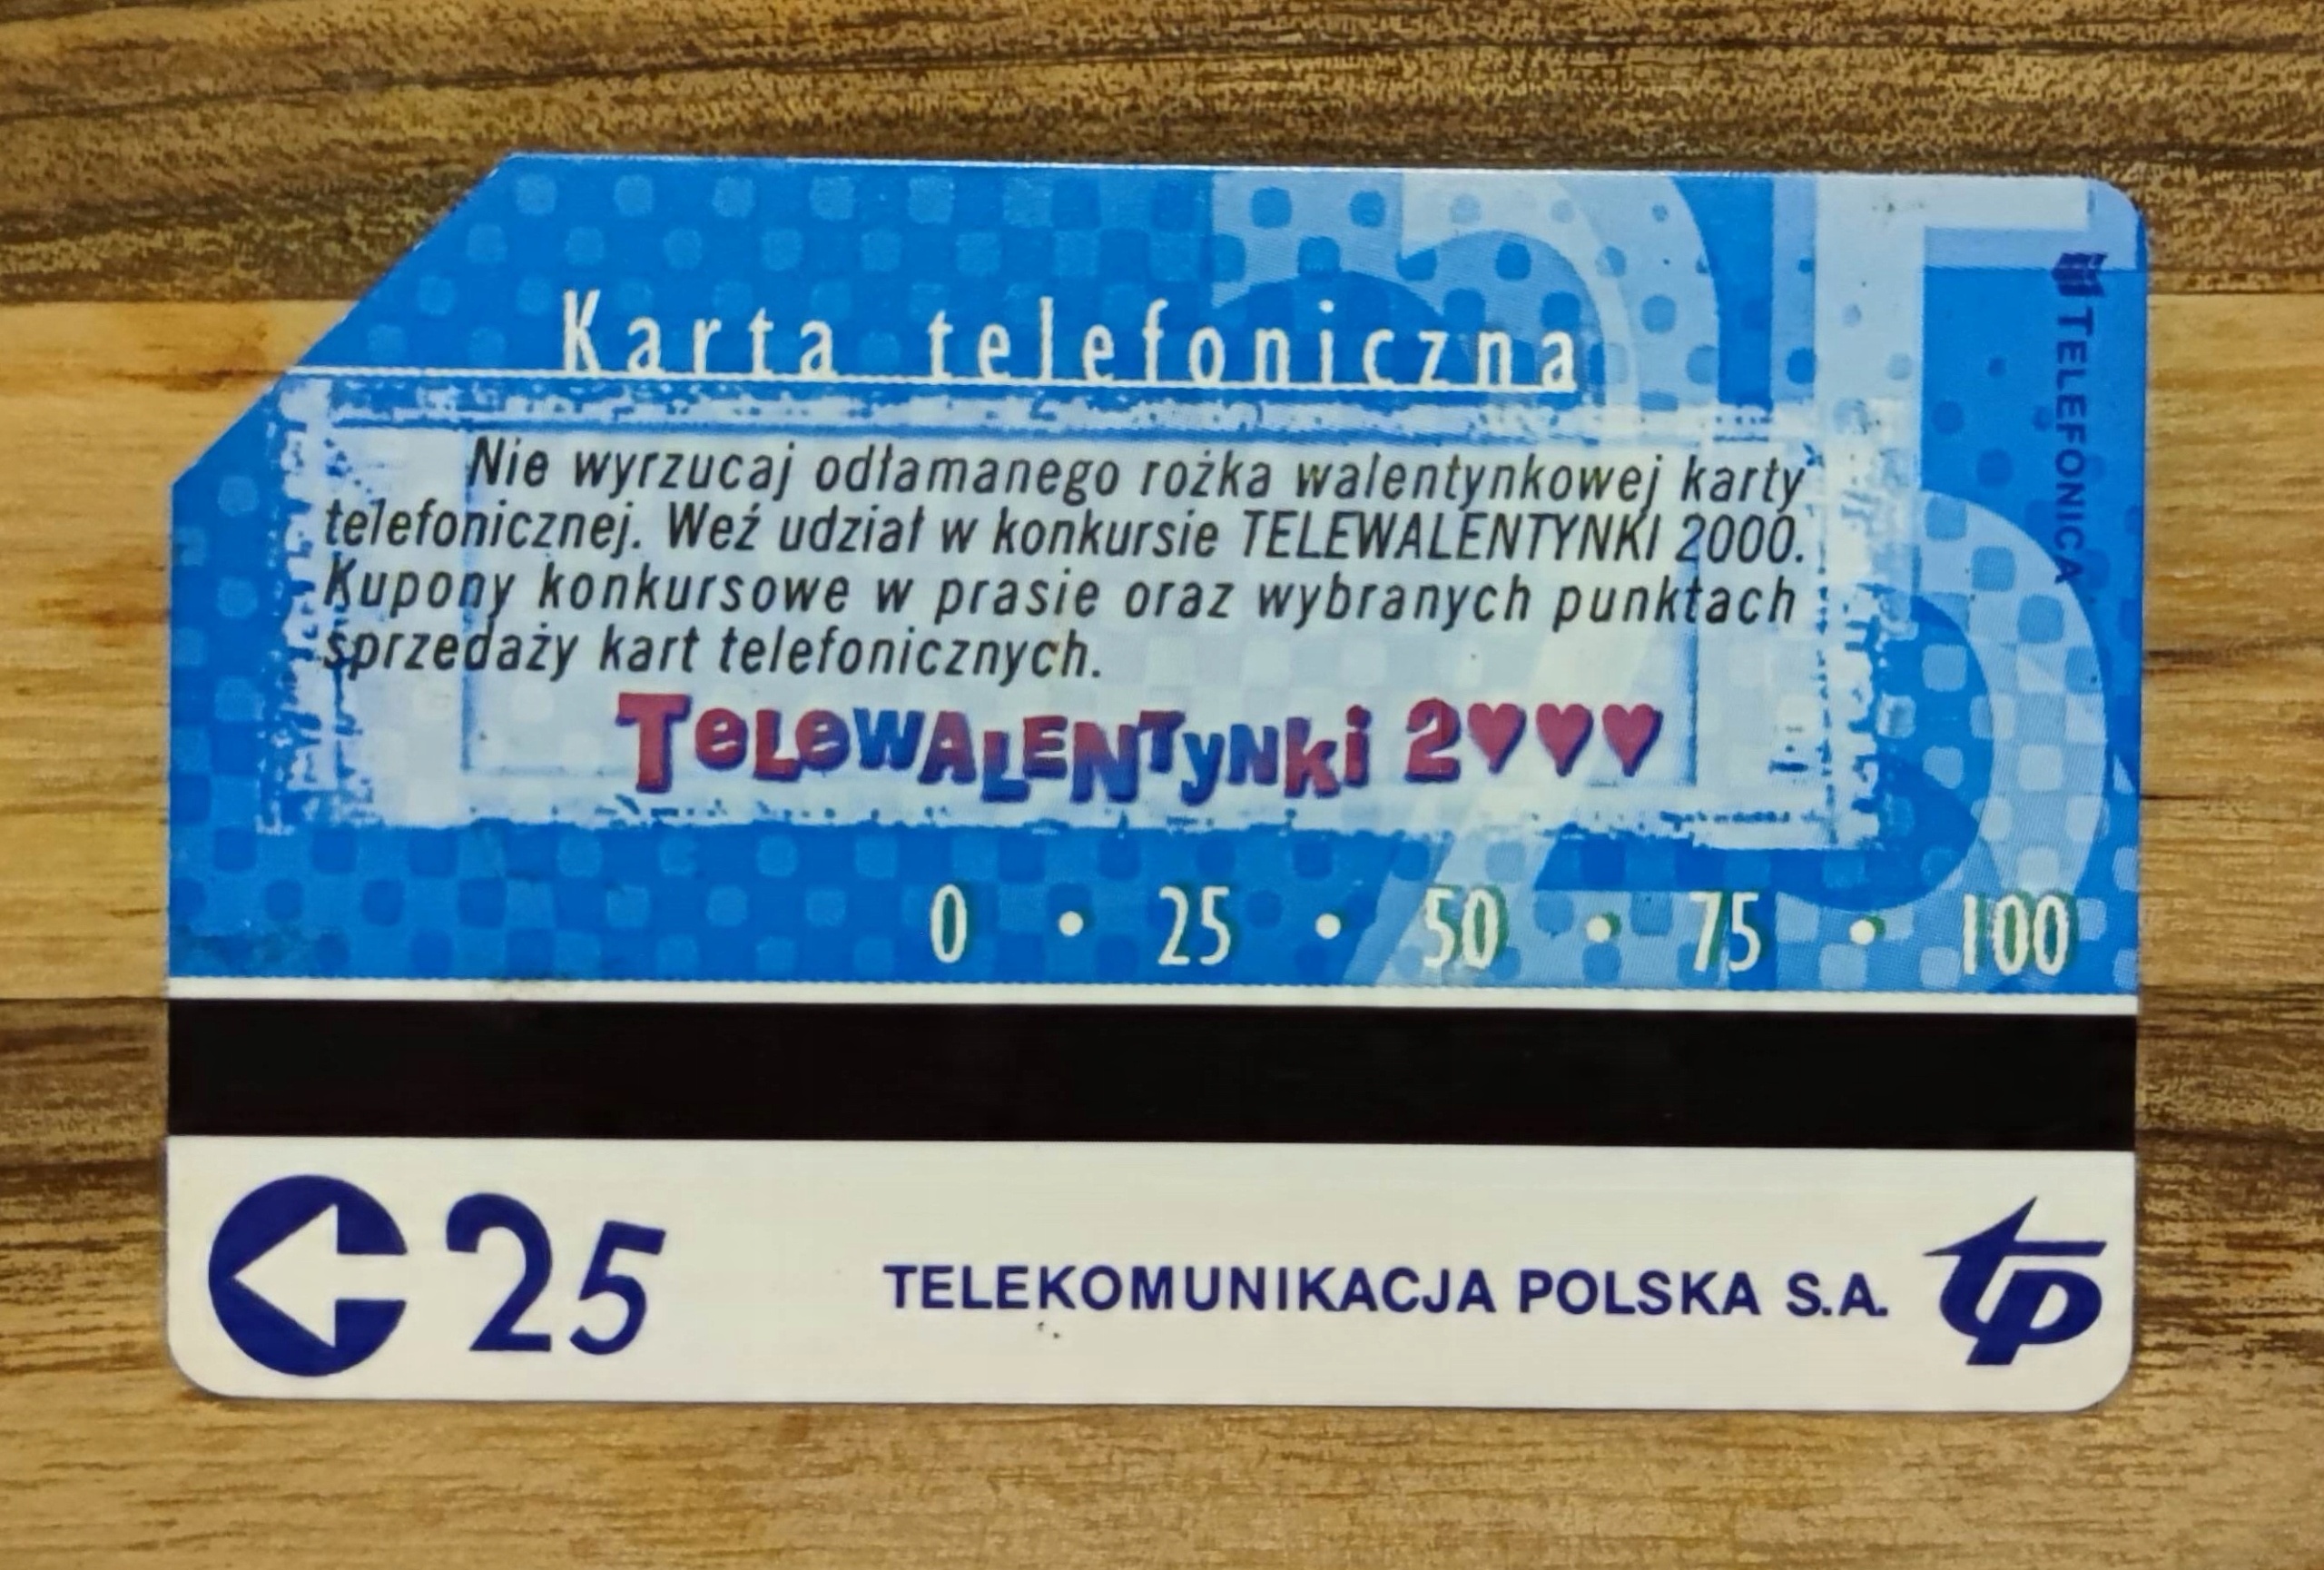 Karta telefoniczna
TELEFONICA
Nie wyrzucaj odłamanego rożka walentynkowej karty
telefonicznej. Weź udział w konkursie TELEWALENTYNKI 2000.
Kupony konkursowe w prasie oraz wybranych punktach
sprzedaży kart telefonicznych.
TeLeWALENTyNki 2♥♥♥
0 • 25 • 50 • 75 • 100
25 TELEKOMUNIKACJA POLSKA S.A. tp